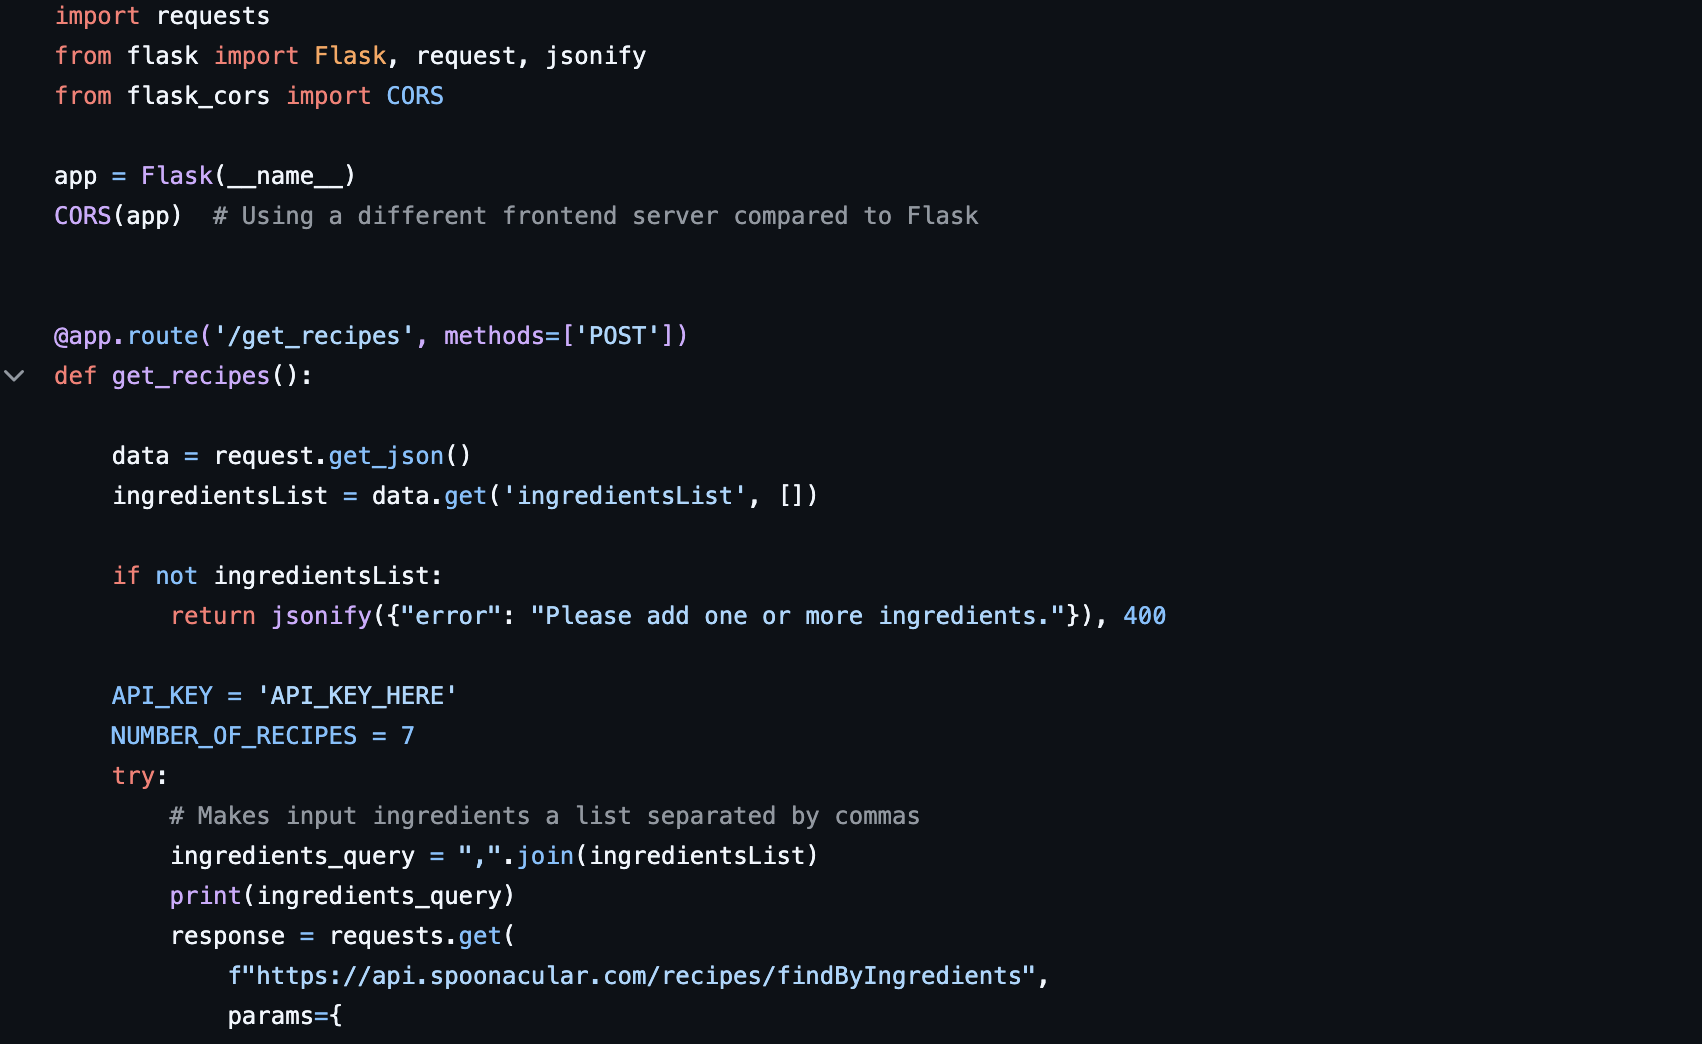 import requests
from flask import Flask, request, jsonify
from flask_cors import CORS
app = Flask(__name__)
CORS(app)  # Using a different frontend server compared to Flask
@app.route('/get_recipes', methods=['POST'])
def get_recipes():
    data = request.get_json()
    ingredientsList = data.get('ingredientsList', [])
    if not ingredientsList:
        return jsonify({"error": "Please add one or more ingredients."}), 400
    API_KEY = 'API_KEY_HERE'
    NUMBER_OF_RECIPES = 7
    try:
        # Makes input ingredients a list separated by commas
        ingredients_query = ",".join(ingredientsList)
        print(ingredients_query)
        response = requests.get(
            f"https://api.spoonacular.com/recipes/findByIngredients",
            params={